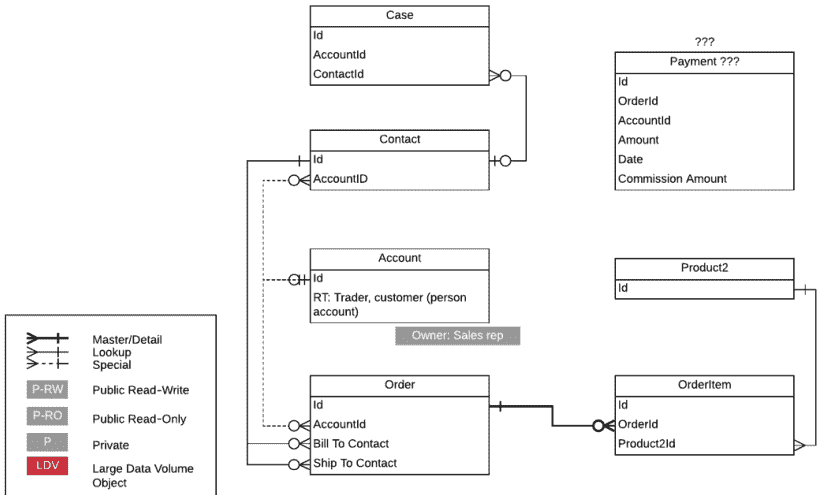 Case
Id
AccountId
ContactId
???
Payment ???
Id
OrderId
AccountId
Amount
Date
Commission Amount
Contact
Id
AccountID
Account
Id
RT: Trader, customer (person
account)
Owner: Sales rep
Product2
Id
Order
Id
AccountId
Bill To Contact
Ship To Contact
OrderItem
Id
OrderId
Product2Id
Master/Detail
Lookup
Special
P-RW Public Read-Write
P-RO Public Read-Only
P Private
LDV Large Data Volume
Object